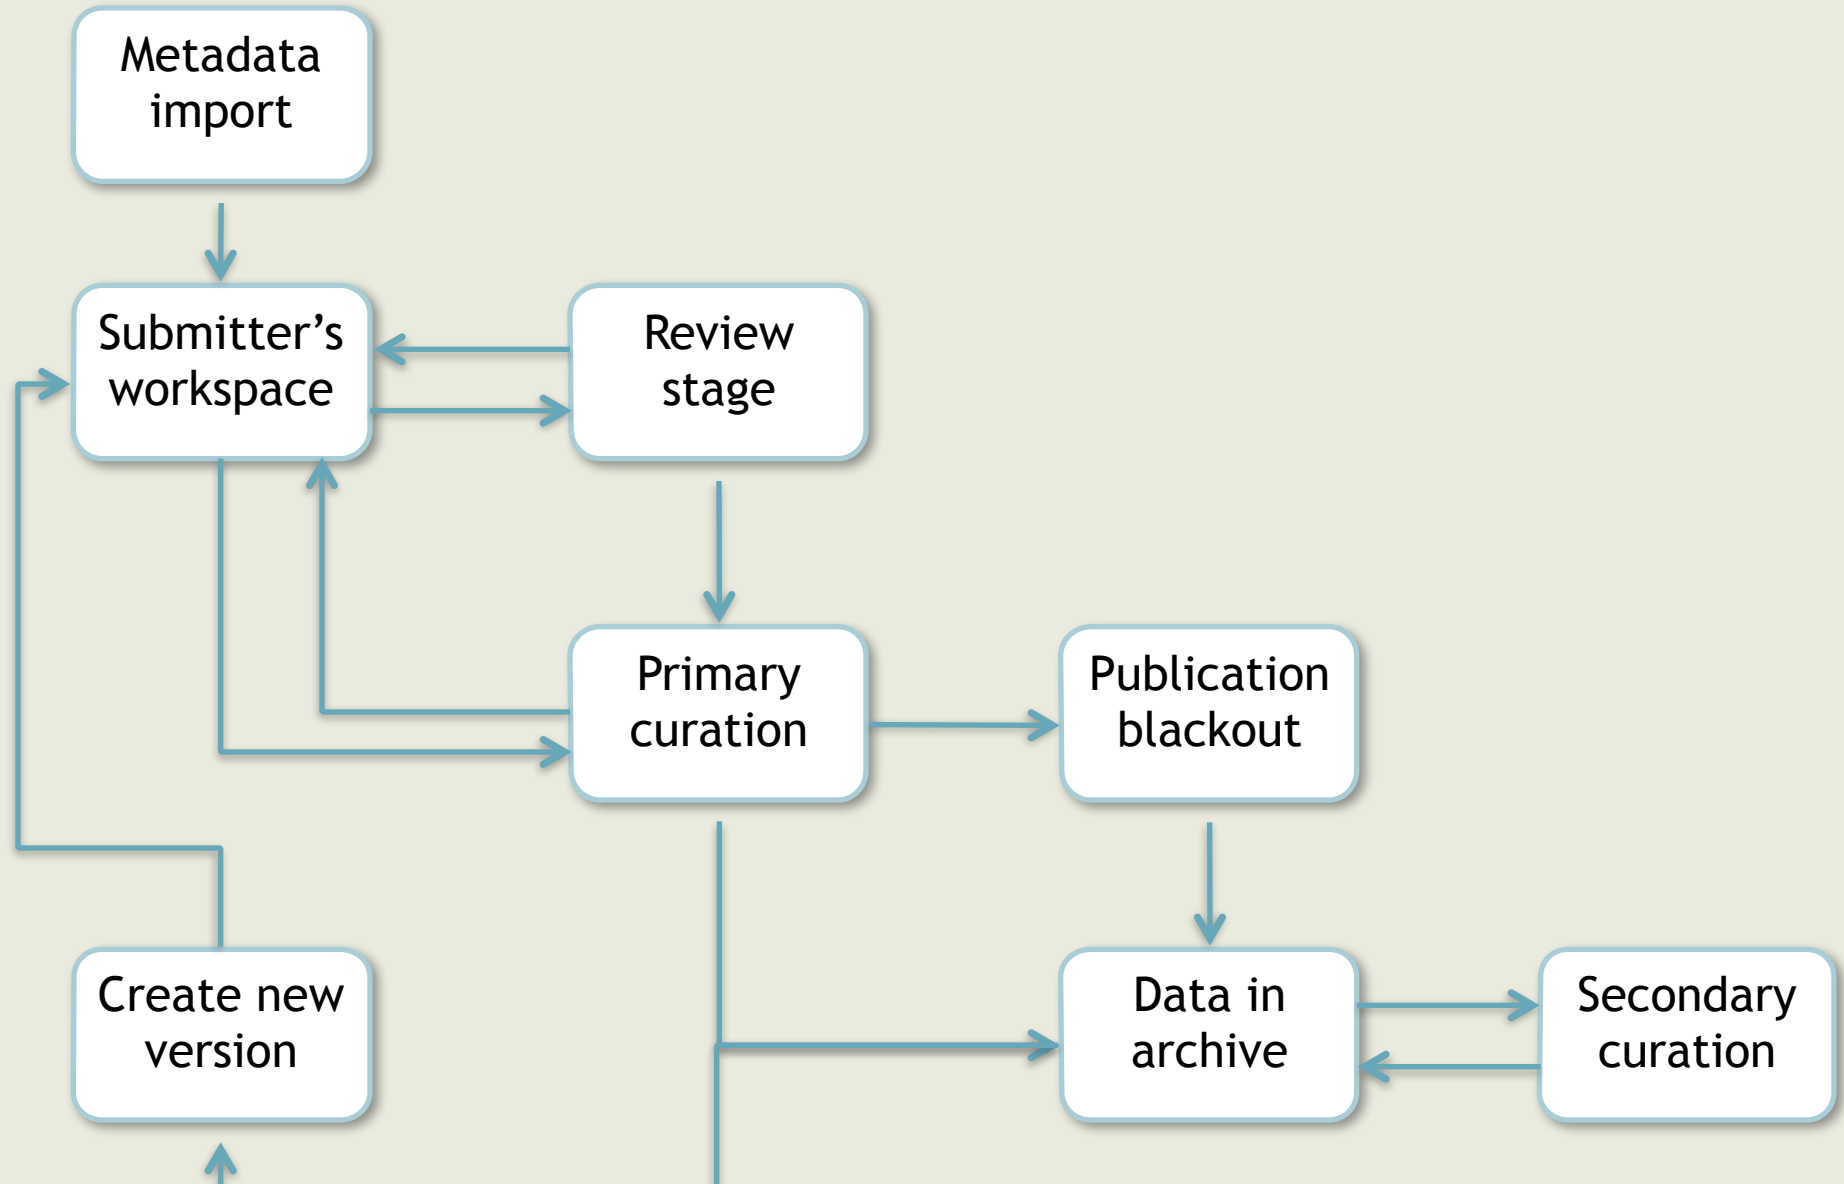 Metadata
import
Submitter’s
workspace
Review
stage
Primary
curation
Publication
blackout
Create new
version
Data in
archive
Secondary
curation